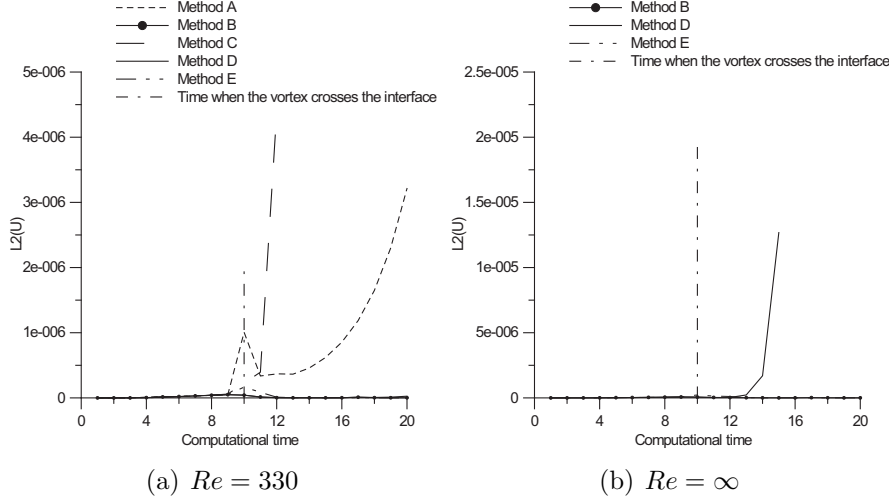 Method A
Method B
Method C
Method D
Method E
Time when the vortex crosses the interface
5e-006
4e-006
3e-006
2e-006
1e-006
0
L2(U)
0 4 8 12 16 20
Computational time
(a) Re = 330
Method B
Method D
Method E
Time when the vortex crosses the interface
2.5e-005
2e-005
1.5e-005
1e-005
5e-006
0
L2(U)
0 4 8 12 16 20
Computational time
(b) Re = ∞